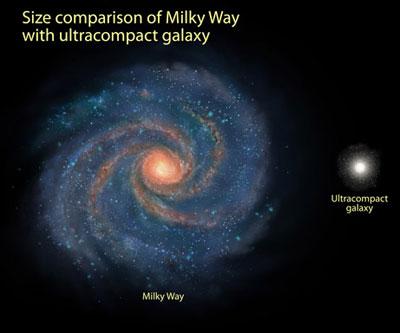 Size comparison of Milky Way
with ultracompact galaxy
Ultracompact
galaxy
Milky Way